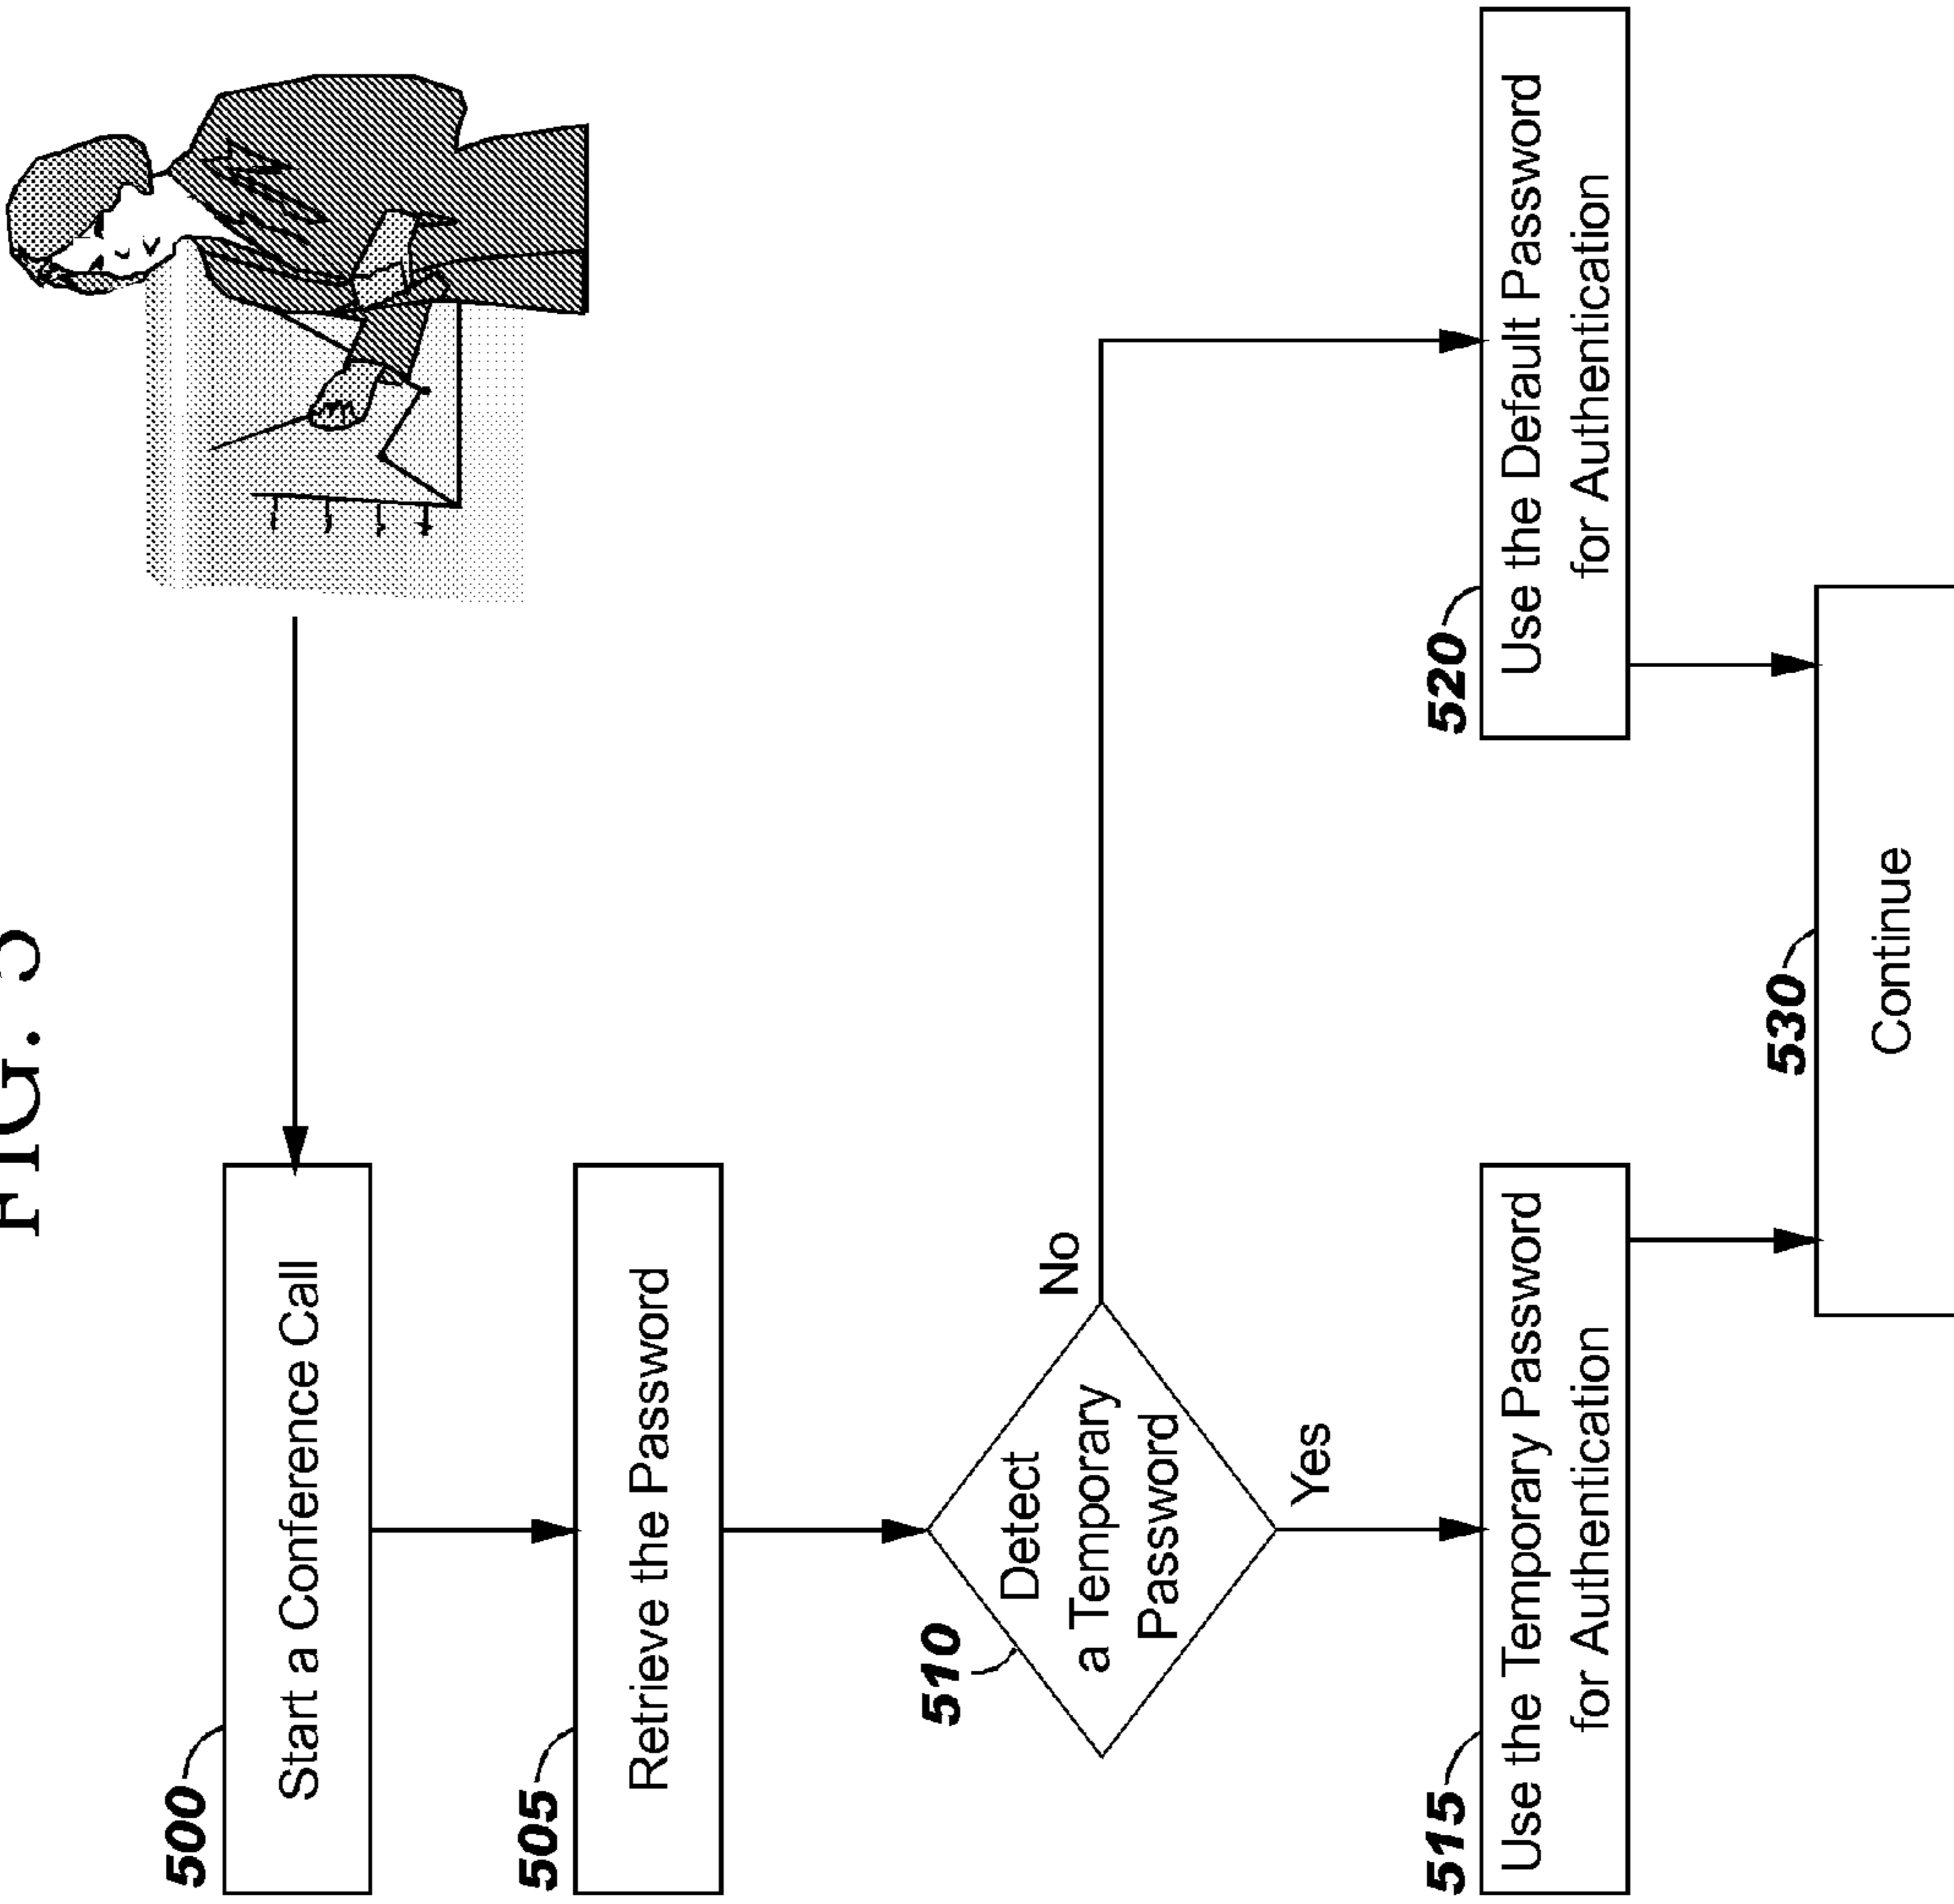 FIG. 5
500
Start a Conference Call
505
Retrieve the Password
510
Detect
a Temporary
Password
No
Yes
515
Use the Temporary Password
for Authentication
520
Use the Default Password
for Authentication
530
Continue